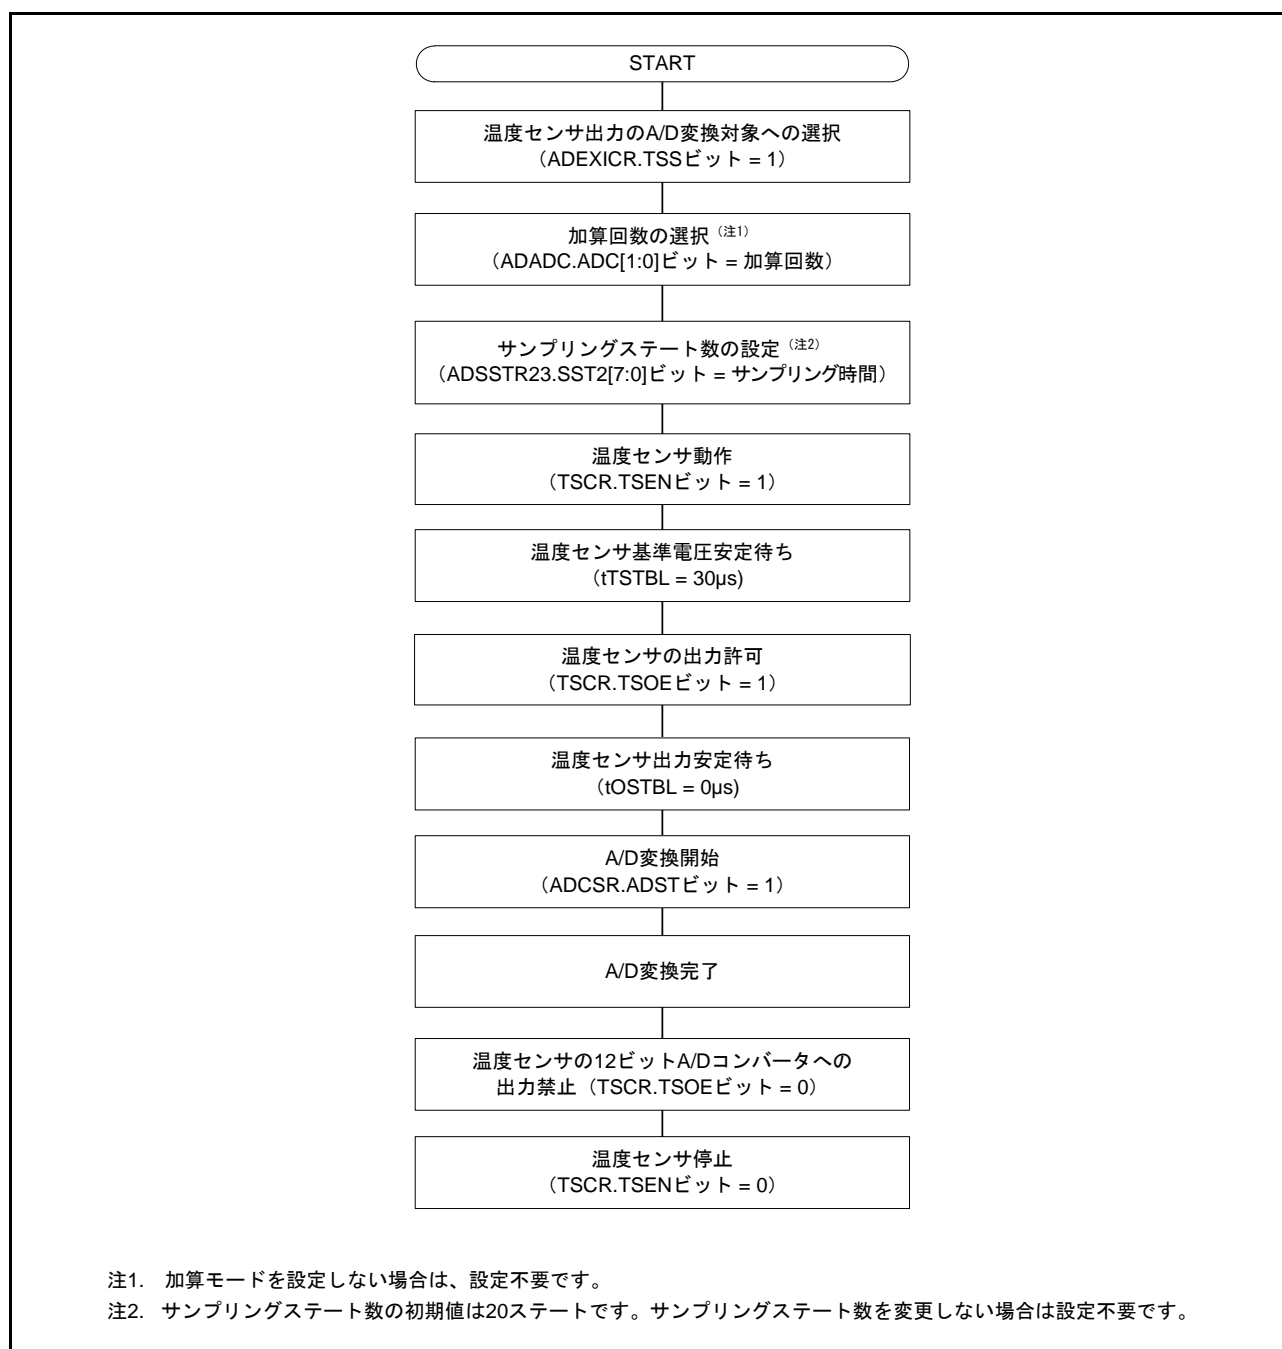 START
温度センサ出力のA/D変換対象への選択
（ADEXICR.TSSビット = 1）
加算回数の選択（注1）
（ADADC.ADC[1:0]ビット = 加算回数）
サンプリングステート数の設定（注2）
（ADSSTR23.SST2[7:0]ビット = サンプリング時間）
温度センサ動作
（TSCR.TSENビット = 1）
温度センサ基準電圧安定待ち
（tTSTBL = 30μs)
温度センサの出力許可
（TSCR.TSOEビット = 1）
温度センサ出力安定待ち
（tOSTBL = 0μs)
A/D変換開始
（ADCSR.ADSTビット = 1）
A/D変換完了
温度センサの12ビットA/Dコンバータへの
出力禁止（TSCR.TSOEビット = 0）
温度センサ停止
（TSCR.TSENビット = 0）
注1. 加算モードを設定しない場合は、設定不要です。
注2. サンプリングステート数の初期値は20ステートです。サンプリングステート数を変更しない場合は設定不要です。